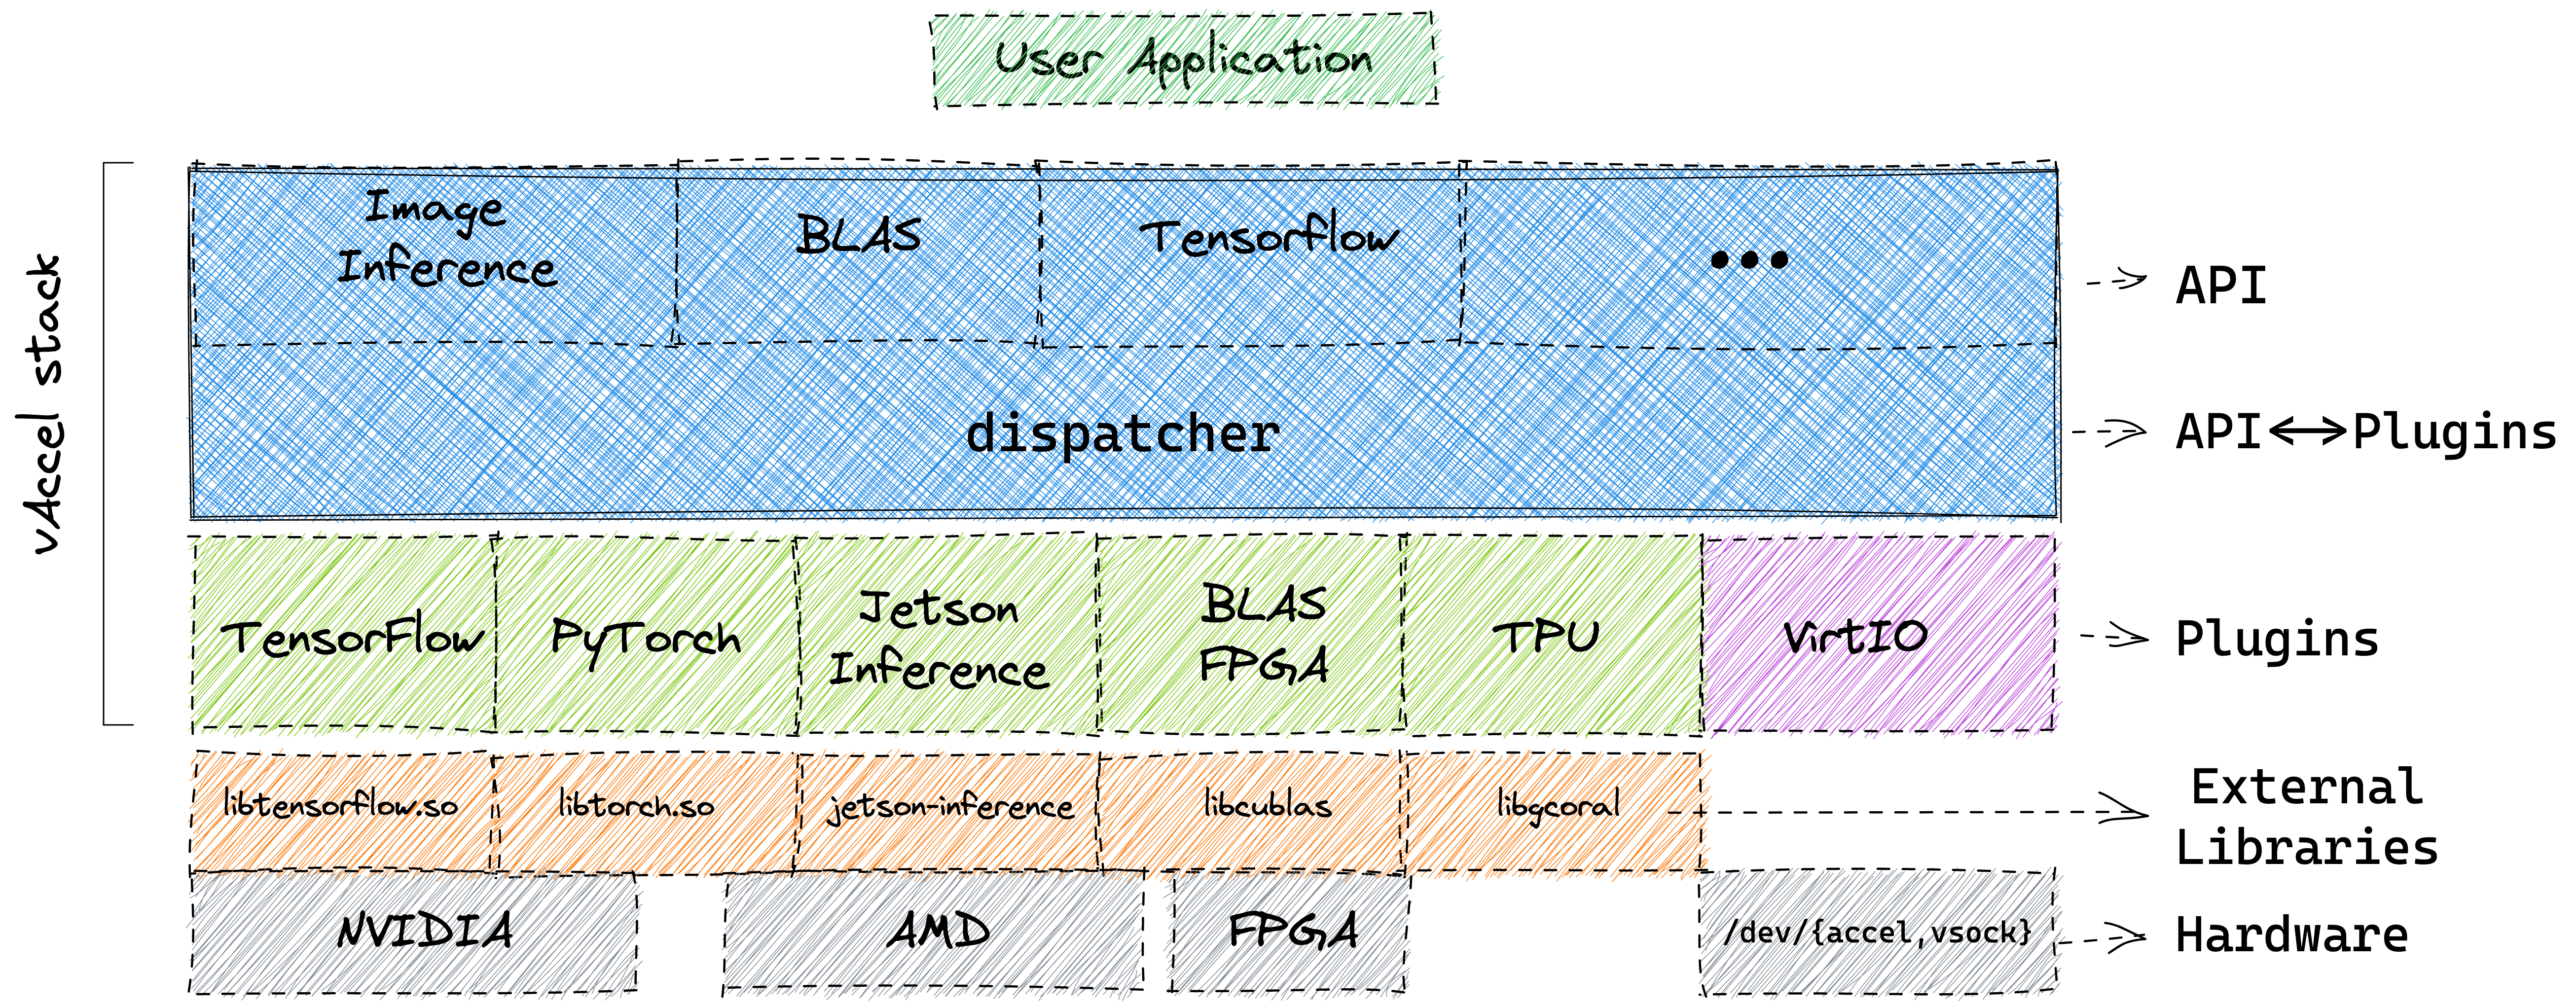 User Application
vAccel stack
Image
Inference
BLAS
Tensorflow
...
API
dispatcher
API<->Plugins
TensorFlow
PyTorch
Jetson
Inference
BLAS
FPGA
TPU
VirtIO
Plugins
libtensorflow.so
libtorch.so
jetson-inference
libcublas
libgcoral
External
Libraries
NVIDIA
AMD
FPGA
/dev/{accel,vsock}
Hardware